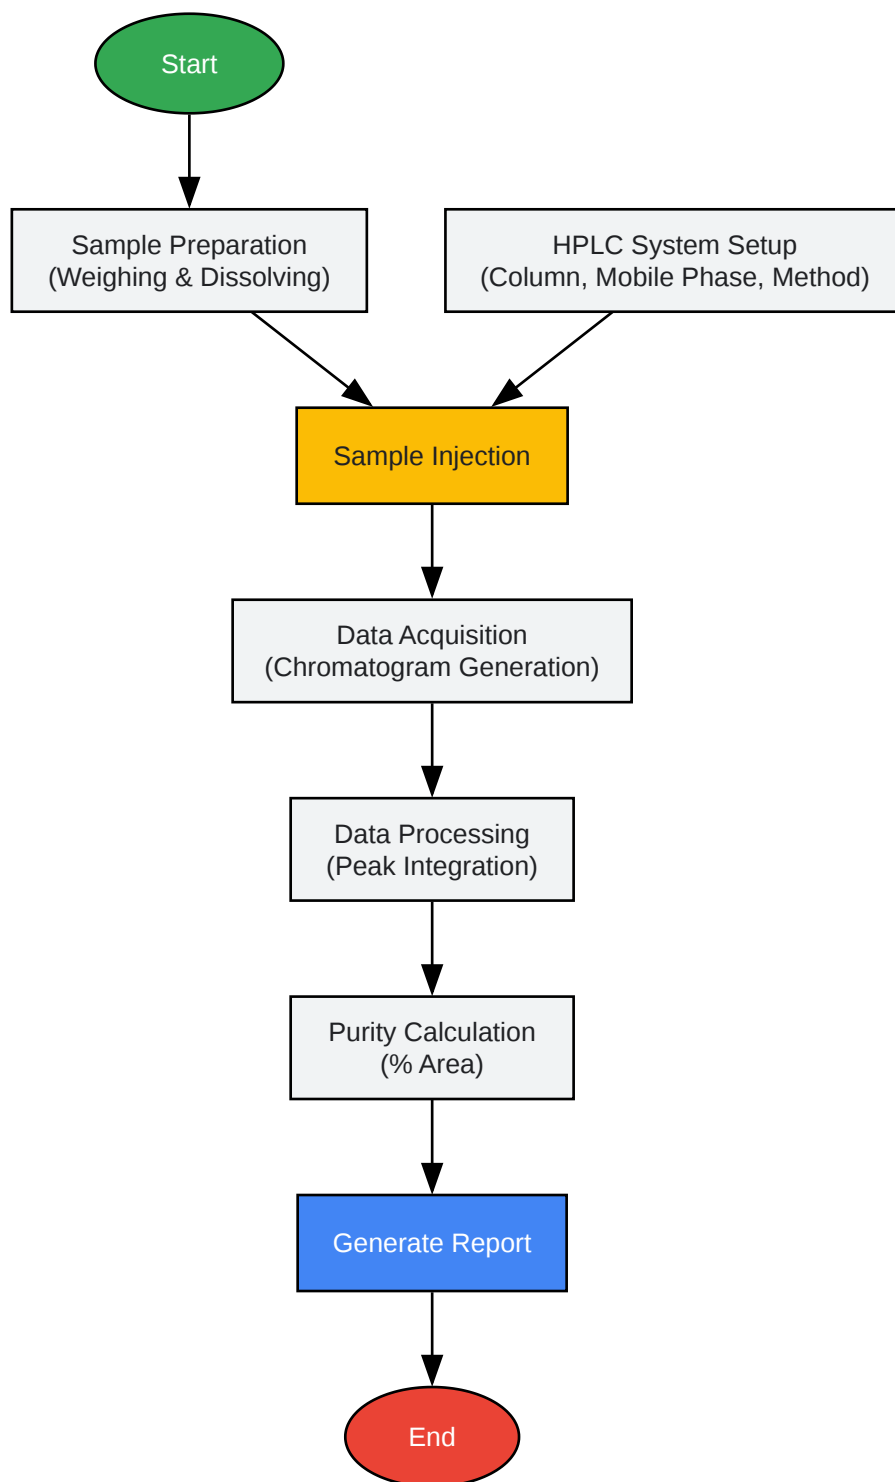 Start
Sample Preparation
(Weighing & Dissolving)
HPLC System Setup
(Column, Mobile Phase, Method)
Sample Injection
Data Acquisition
(Chromatogram Generation)
Data Processing
(Peak Integration)
Purity Calculation
(% Area)
Generate Report
End